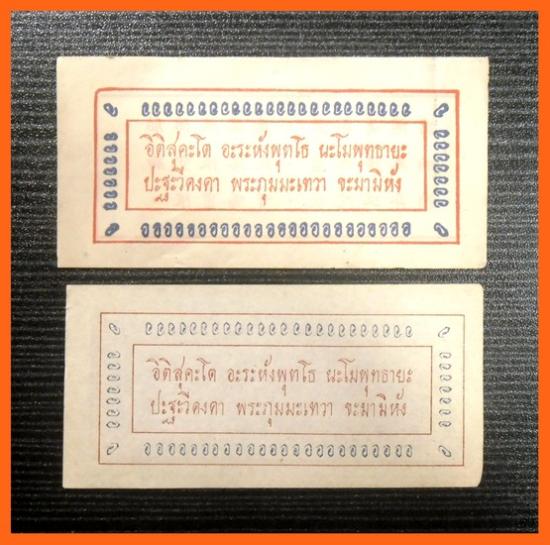 อิติสุคะโต อะระหังพุทโธ นะโมพุทธายะ
ปะฐะวีคงคา พระภุมมะเทวา ขะมามิหัง
อิติสุคะโต อะระหังพุทโธ นะโมพุทธายะ
ปะฐะวีคงคา พระภุมมะเทวา ขะมามิหัง